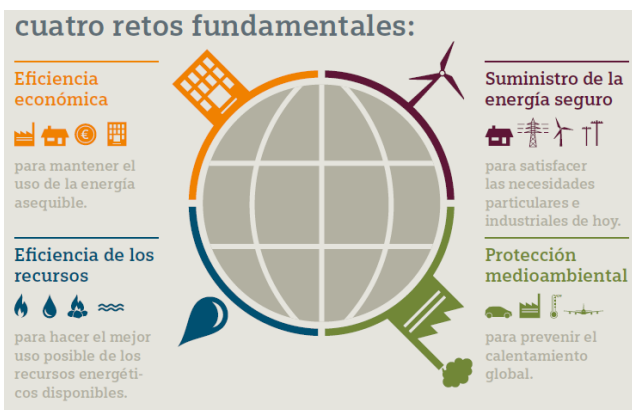 cuatro retos fundamentales:
Eficiencia
económica
€
para mantener el
uso de la energía
asequible.
Suministro de la
energía seguro
para satisfacer
las necesidades
particulares e
industriales de hoy.
Eficiencia de los
recursos
para hacer el mejor
uso posible de los
recursos energéti-
cos disponibles.
Protección
medioambiental
para prevenir el
calentamiento
global.